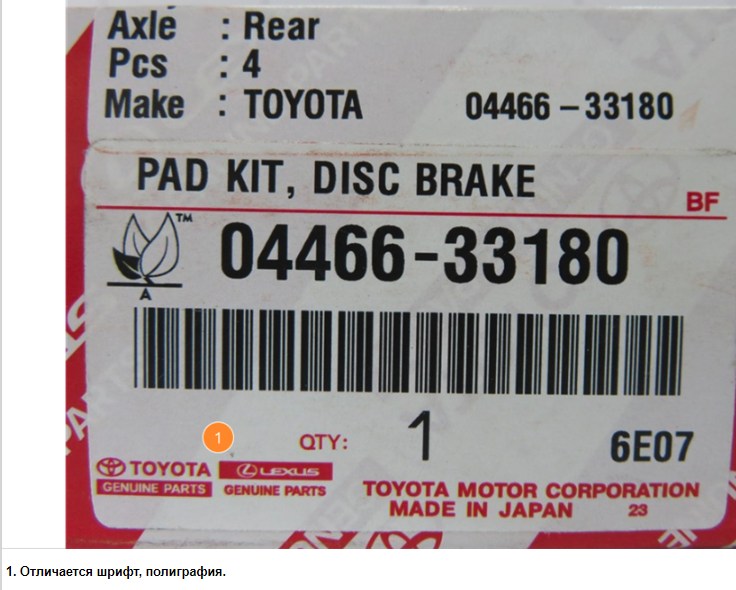 Axle : Rear
Pcs : 4
Make : TOYOTA 04466-33180
PAD KIT, DISC BRAKE
BF
TM
04466-33180
A
1
QTY: 1 6E07
TOYOTA LEXUS
GENUINE PARTS GENUINE PARTS
TOYOTA MOTOR CORPORATION
MADE IN JAPAN 23
1. Отличается шрифт, полиграфия.